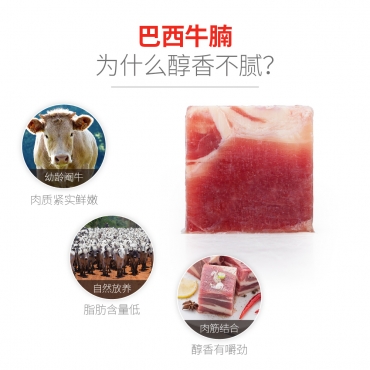 巴西牛腩
为什么醇香不腻?
幼龄阉牛
肉质紧实鲜嫩
自然放养
脂肪含量低
肉筋结合
醇香有嚼劲